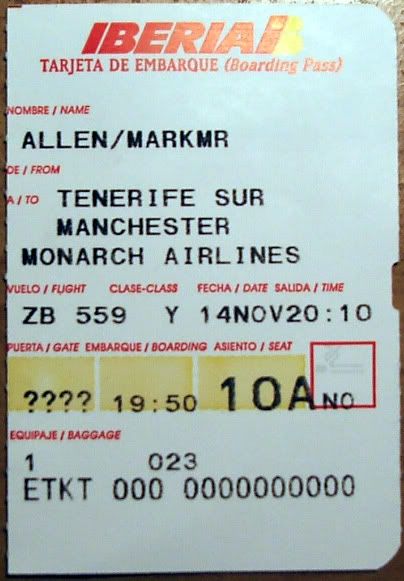 IBERIA
TARJETA DE EMBARQUE (Boarding Pass)
NOMBRE / NAME
ALLEN/MARKMR
DE / FROM
A / TO TENERIFE SUR
MANCHESTER
MONARCH AIRLINES
VUELO / FLIGHT CLASE-CLASS FECHA / DATE SALIDA / TIME
ZB 559 Y 14NOV20:10
PUERTA / GATE EMBARQUE / BOARDING ASIENTO / SEAT
???? 19:50 10A NO
EQUIPAJE / BAGGAGE
1 023
ETKT 000 0000000000